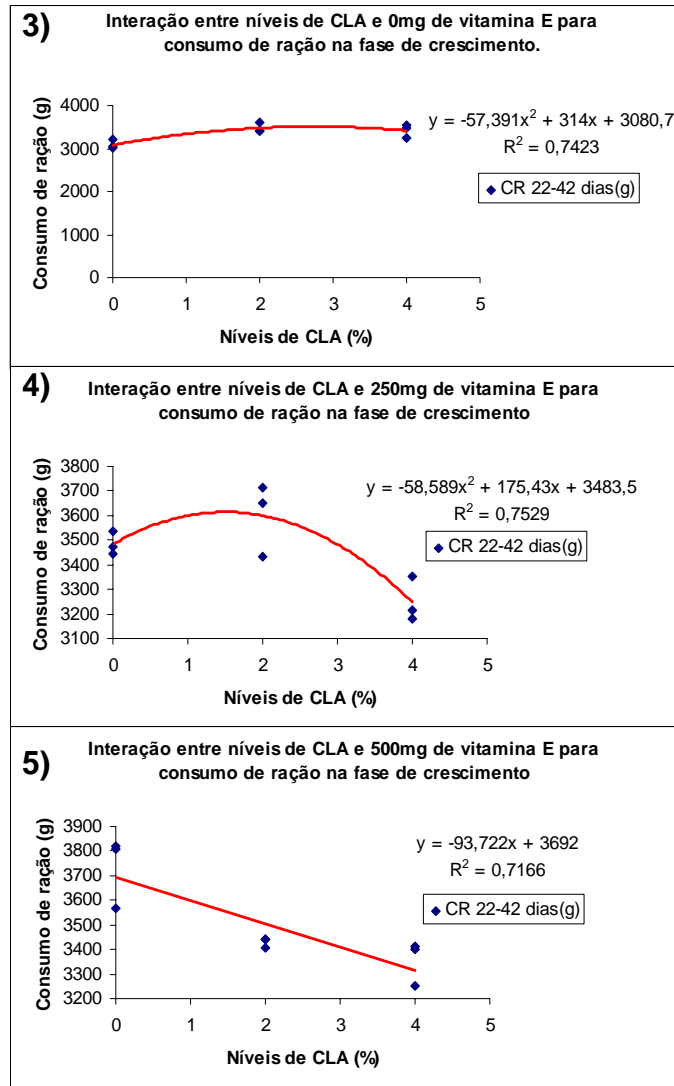 3)
Interação entre níveis de CLA e 0mg de vitamina E para
consumo de ração na fase de crescimento.
Consumo de ração (g)
4000
3000
2000
1000
0
0 1 2 3 4 5
Níveis de CLA (%)
y = -57,391x² + 314x + 3080,7
R² = 0,7423
CR 22-42 dias(g)
4)
Interação entre níveis de CLA e 250mg de vitamina E para
consumo de ração na fase de crescimento
Consumo de ração (g)
3800
3700
3600
3500
3400
3300
3200
3100
0 1 2 3 4 5
Níveis de CLA (%)
y = -58,589x² + 175,43x + 3483,5
R² = 0,7529
CR 22-42 dias(g)
5)
Interação entre níveis de CLA e 500mg de vitamina E para
consumo de ração na fase de crescimento
Consumo de ração (g)
3900
3800
3700
3600
3500
3400
3300
3200
0 1 2 3 4 5
Níveis de CLA (%)
y = -93,722x + 3692
R² = 0,7166
CR 22-42 dias(g)